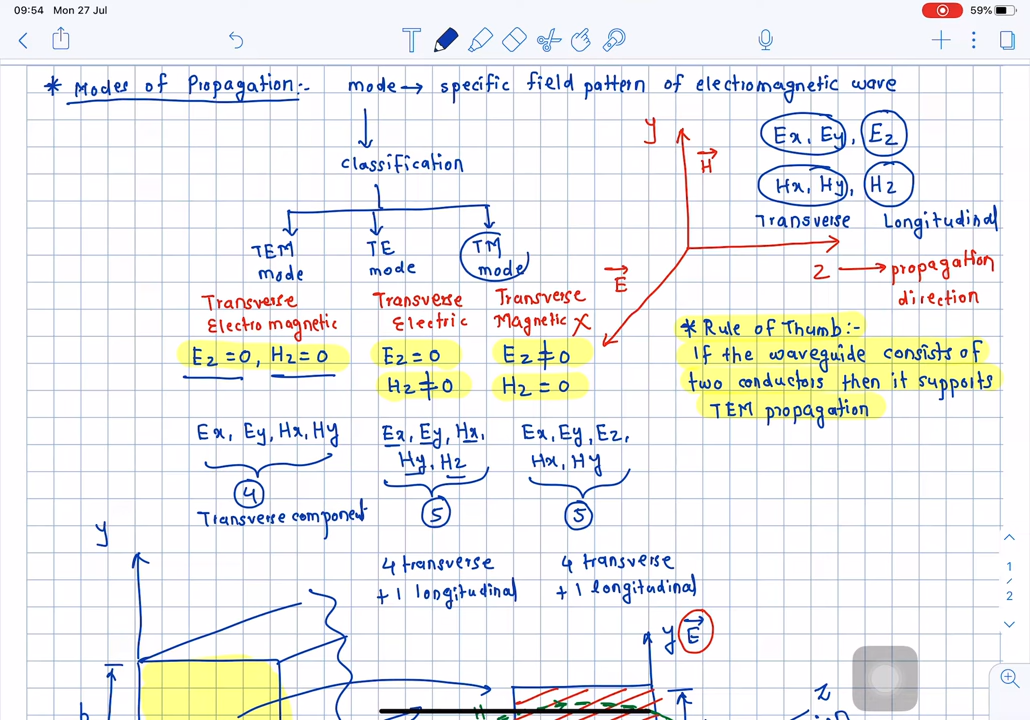 09:54 Mon 27 Jul
59%
* Modes of Propagation:- mode → specific field pattern of electromagnetic wave
classification
TEM mode
TE mode
TM mode
Transverse Electromagnetic
Transverse Electric
Transverse Magnetic
Ez = 0, Hz = 0
Ez = 0
Hz ≠ 0
Ez ≠ 0
Hz = 0
Ex, Ey, Hx, Hy
4
Transverse component
Ex, Ey, Hx,
Hy, Hz
5
Ex, Ey, Ez,
Hx, Hy
5
4 transverse
+ 1 longitudinal
4 transverse
+ 1 longitudinal
y
H
E
X
Z → propagation
direction
Ex, Ey, Ez
Hx, Hy, Hz
Transverse Longitudinal
* Rule of Thumb:-
If the waveguide consists of
two conductors then it supports
TEM propagation
y
y E
z
1
/
2